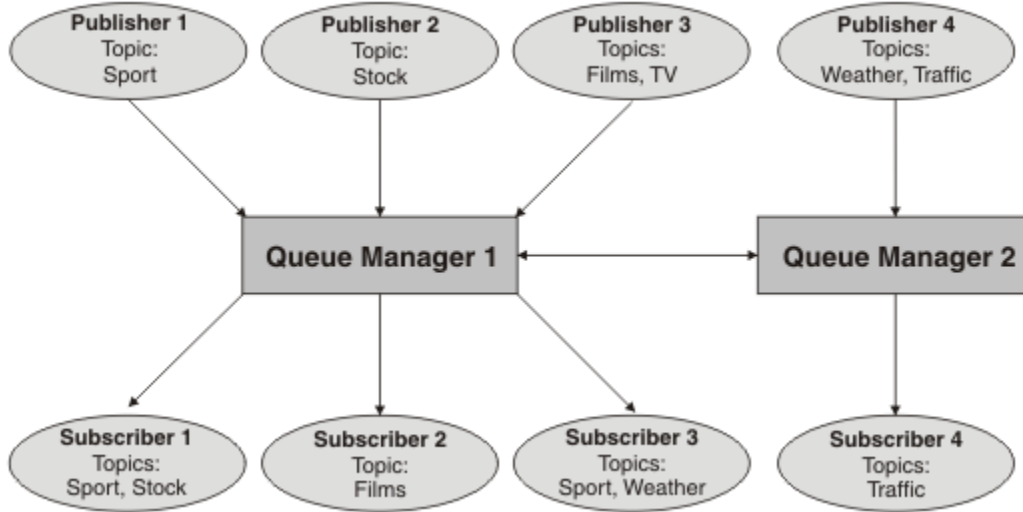 Publisher 1
Topic:
Sport
Publisher 2
Topic:
Stock
Publisher 3
Topics:
Films, TV
Publisher 4
Topics:
Weather, Traffic
Queue Manager 1
Queue Manager 2
Subscriber 1
Topics:
Sport, Stock
Subscriber 2
Topic:
Films
Subscriber 3
Topics:
Sport, Weather
Subscriber 4
Topics:
Traffic